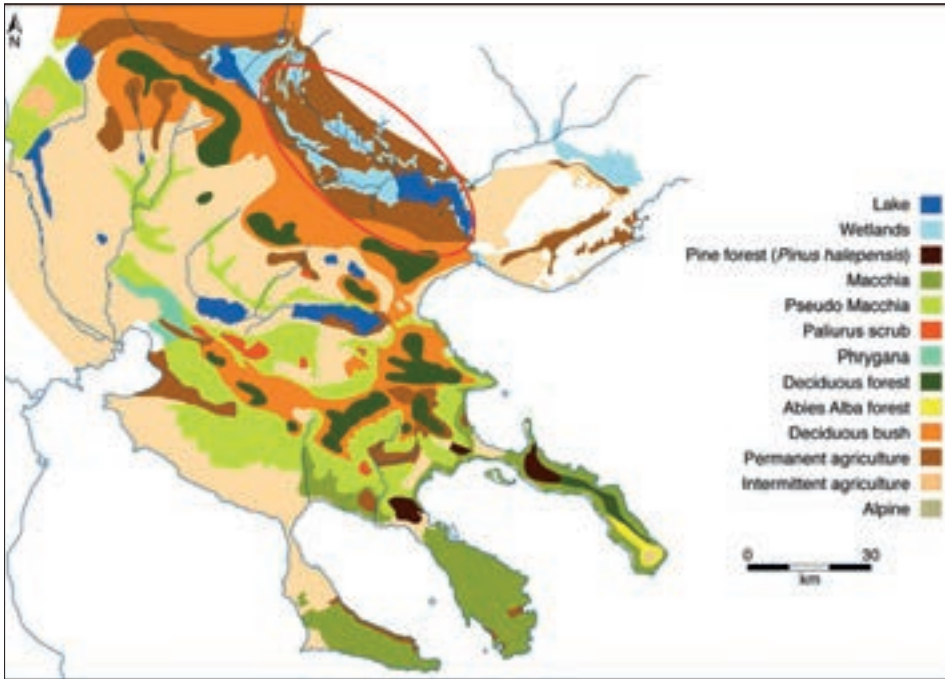 N
Lake
Wetlands
Pine forest (Pinus halepensis)
Macchia
Pseudo Macchia
Paliurus scrub
Phrygana
Deciduous forest
Abies Alba forest
Deciduous bush
Permanent agriculture
Intermittent agriculture
Alpine
0 30
km